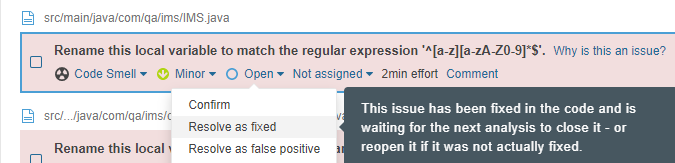 src/main/java/com/qa/ims/IMS.java
Rename this local variable to match the regular expression '^[a-z][a-zA-Z0-9]*$'. Why is this an issue?
Code Smell Minor Open Not assigned 2min effort Comment
Confirm
src/.../java/com/qa/ims/
Resolve as fixed
Rename this local
Resolve as false positive
This issue has been fixed in the code and is
waiting for the next analysis to close it - or
reopen it if it was not actually fixed.